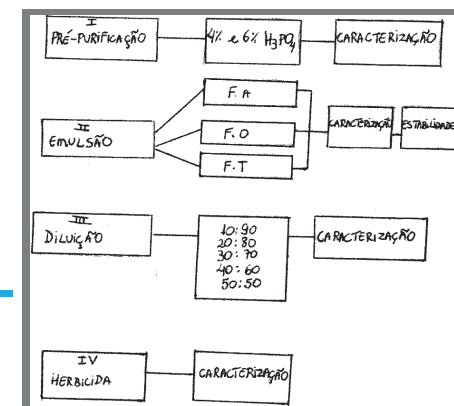 I
PRÉ-PURIFICAÇÃO
4% e 6% H3PO4
CARACTERIZAÇÃO
II
EMULSÃO
F. A
F. O
F. T
CARACTERIZAÇÃO
ESTABILIDADE
III
DILUIÇÃO
10:90
20:80
30:70
40:60
50:50
CARACTERIZAÇÃO
IV
HERBICIDA
CARACTERIZAÇÃO